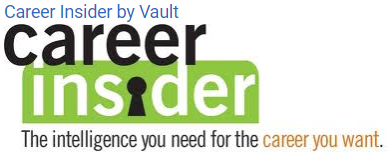 Career Insider by Vault
career
insider
The intelligence you need for the career you want.